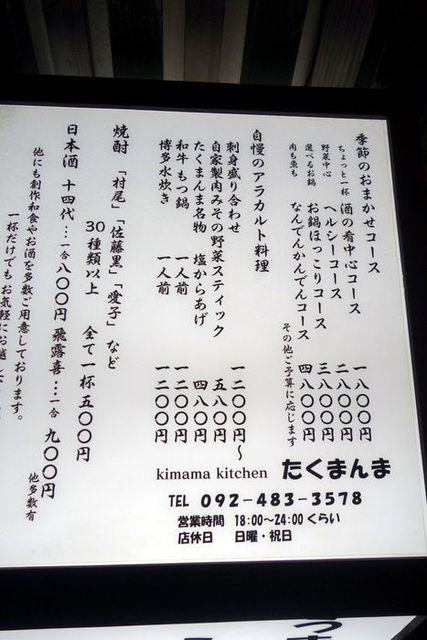 季節のおまかせコース
ちょっと一杯 酒の肴中心コース 一八〇〇円
野菜中心 ヘルシーコース 二八〇〇円
選べるお鍋 お鍋ほっこりコース 三八〇〇円
肉も魚も なんでんかんでんコース 四八〇〇円
その他ご予算に応じます
自慢のアラカルト料理
刺身盛り合わせ 一二〇〇円〜
自家製肉みその野菜スティック 五八〇円
たくまんま名物 塩からあげ 四八〇円
和牛もつ鍋 一人前 一二〇〇円
博多水炊き 一人前 一二〇〇円
焼酎 「村尾」「佐藤黒」「愛子」など
30種類以上 全て一杯 五〇〇円
日本酒 十四代…一合 八〇〇円 飛露喜…一合 九〇〇円
他多数有
他にも創作和食やお酒を多数ご用意しております。
一杯だけでもお気軽にお越し
kimama kitchen たくまんま
TEL 092-483-3578
営業時間 18:00~24:00くらい
店休日 日曜・祝日